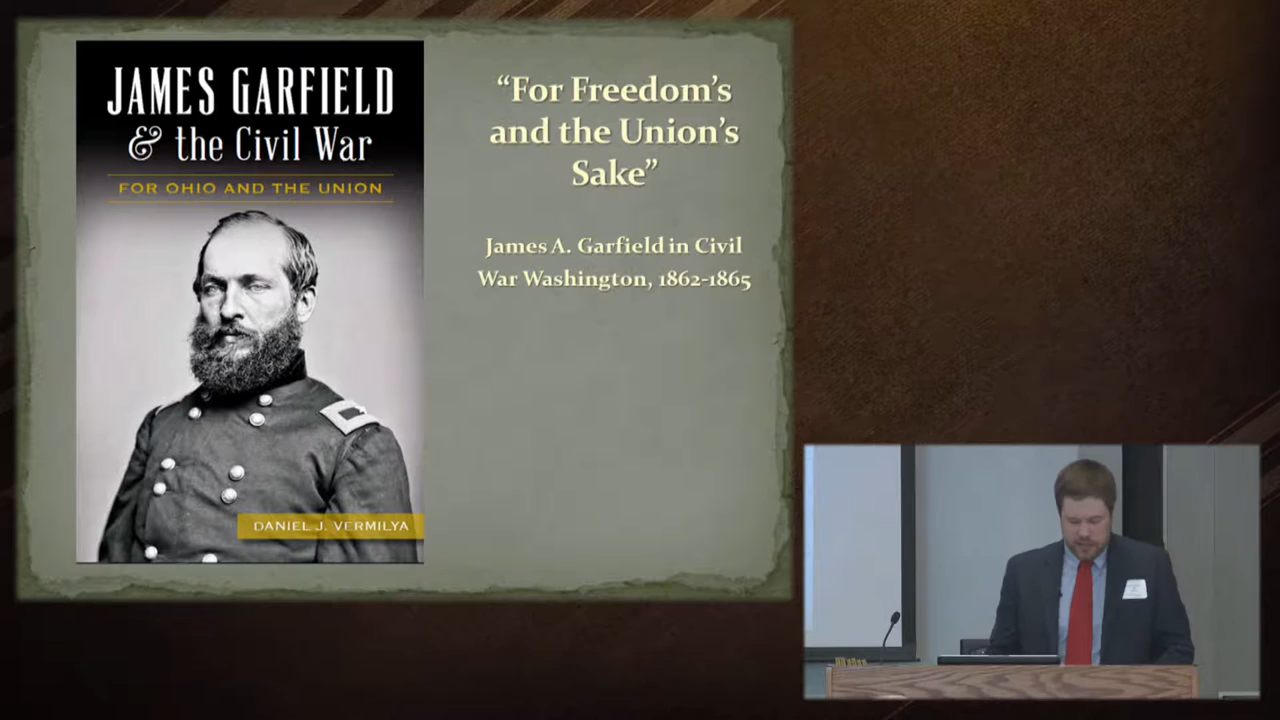 JAMES GARFIELD
& the Civil War
FOR OHIO AND THE UNION
DANIEL J. VERMILYA
“For Freedom’s
and the Union’s
Sake”
James A. Garfield in Civil
War Washington, 1862-1865